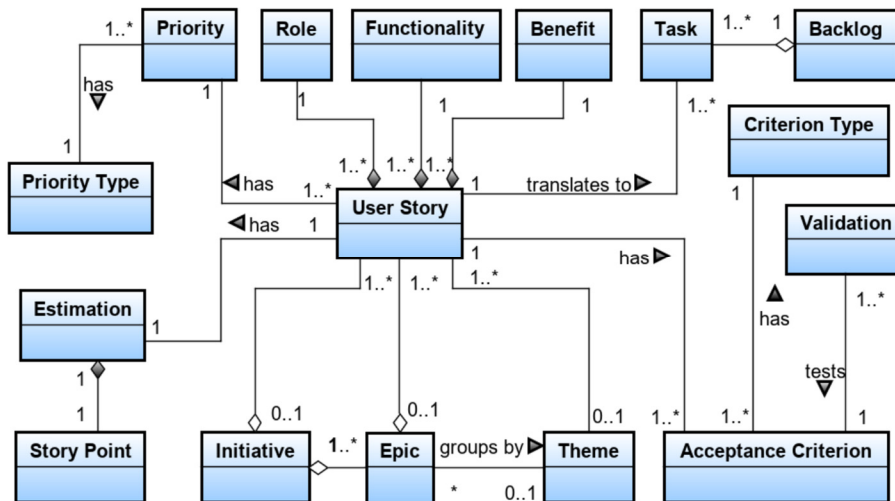 1..* Priority Role Functionality Benefit Task 1..* 1 Backlog
has
1 1 1 1 1..*
Criterion Type
1 1..* 1..* 1..* 1
Priority Type has 1..* translates to 1
User Story
has 1 Validation
1 has
Estimation 1..* 1..* 1..* 1..*
1 has
1 tests
1 0..1 0..1 0..1 1..* 1..* 1
Story Point Initiative 1..* Epic groups by Theme Acceptance Criterion
* 0..1